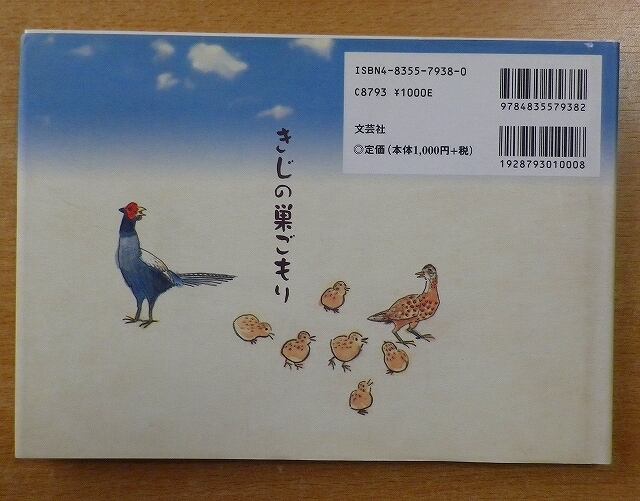 ISBN4-8355-7938-0
C8793 ¥1000E
9784835579382
文芸社
◎定価(本体1,000円+税)
1928793010008
きじの巣ごもり